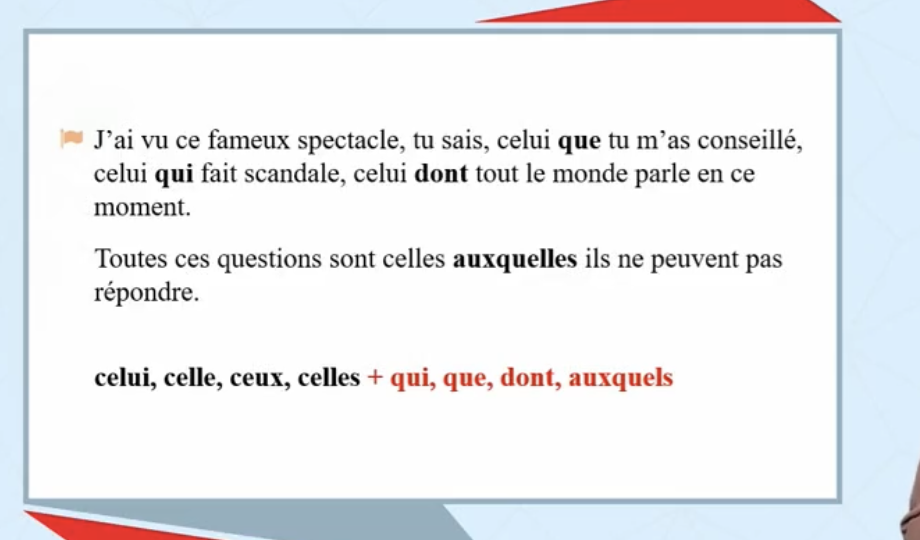 J’ai vu ce fameux spectacle, tu sais, celui que tu m’as conseillé,
celui qui fait scandale, celui dont tout le monde parle en ce
moment.
Toutes ces questions sont celles auxquelles ils ne peuvent pas
répondre.
celui, celle, ceux, celles + qui, que, dont, auxquels